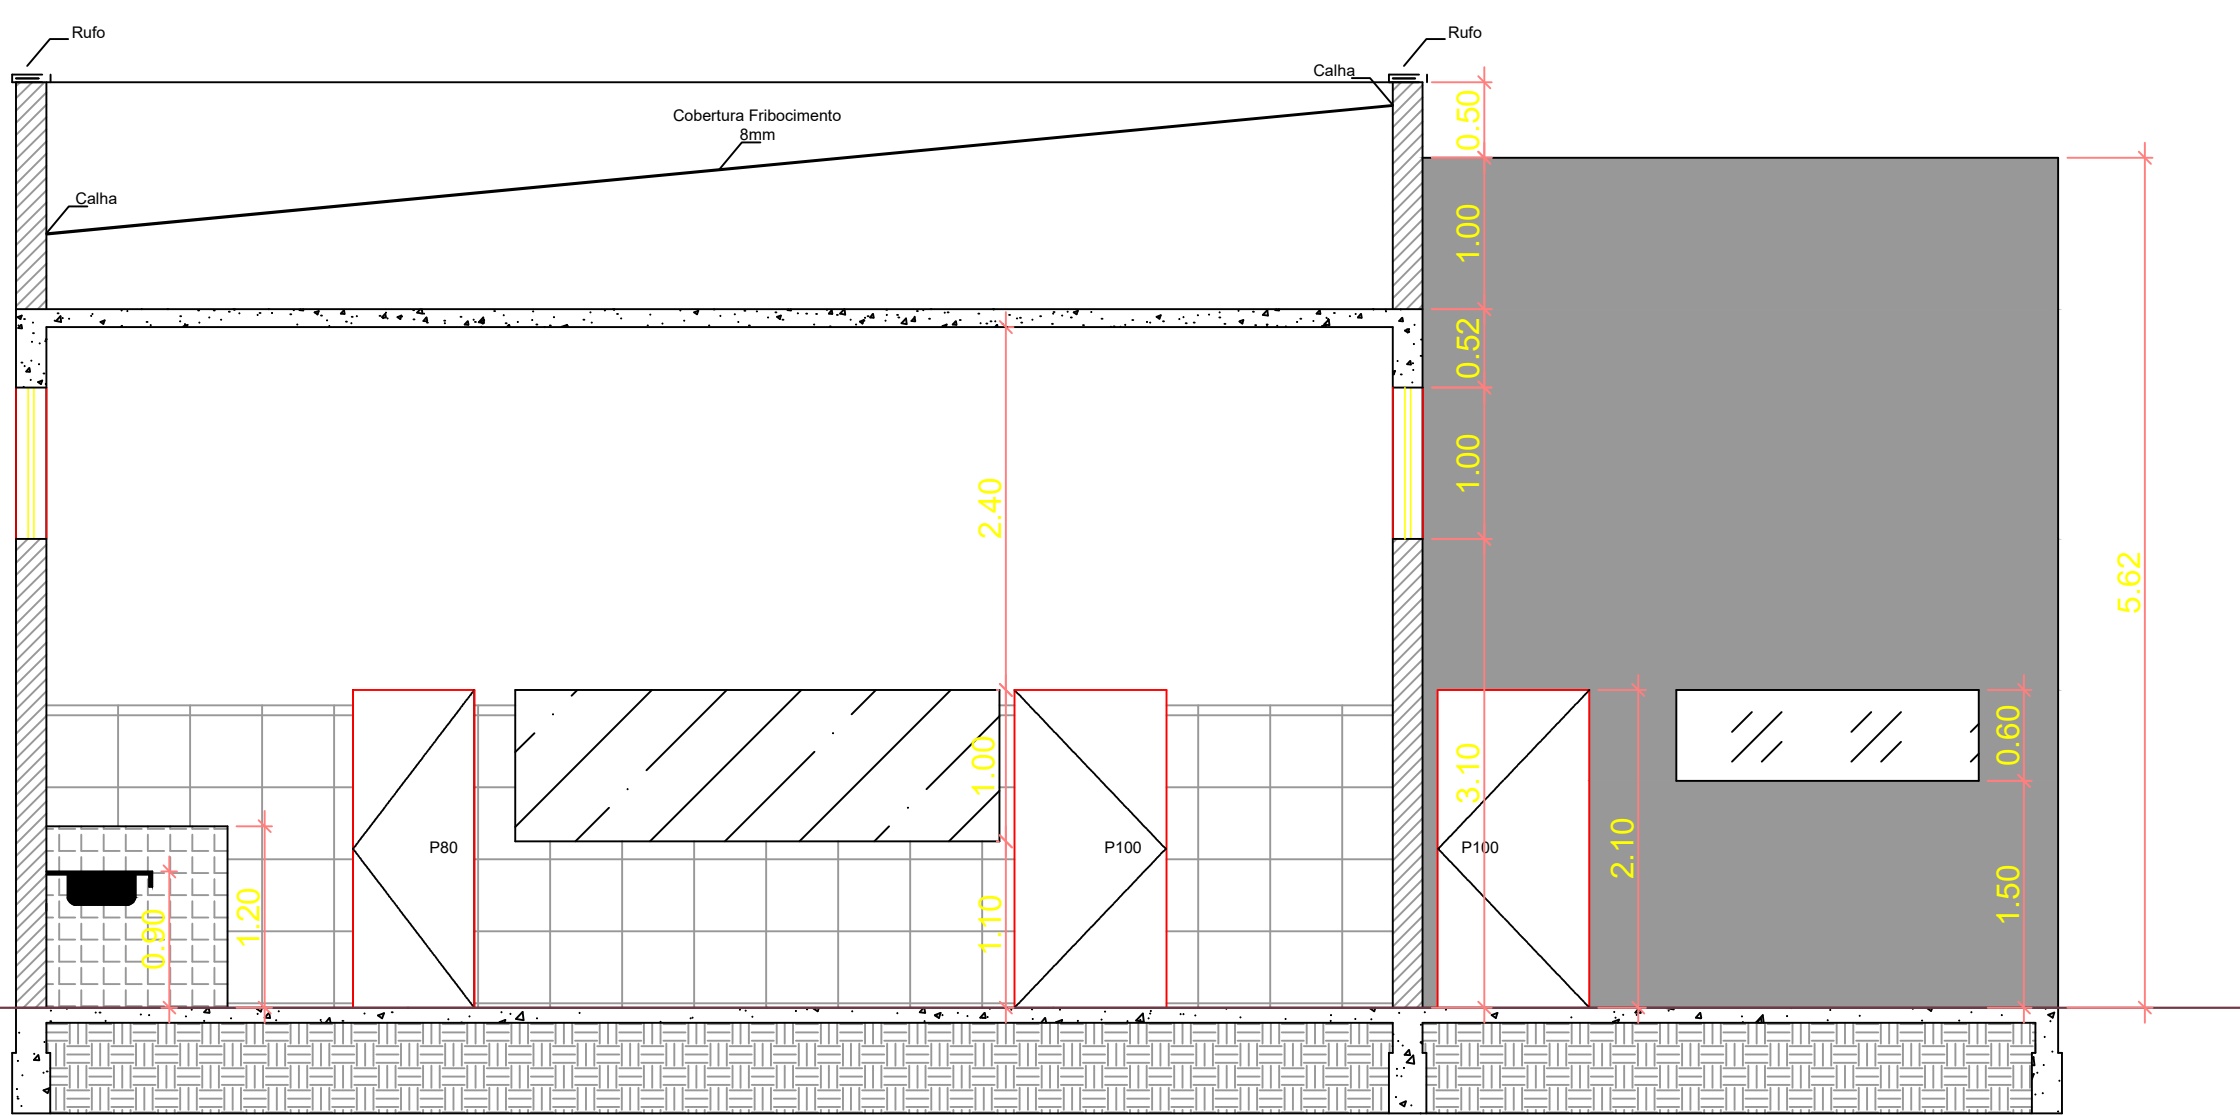 Rufo
Rufo
Calha
Cobertura Fribocimento
8mm
Calha
0.50
1.00
0.52
1.00
3.10
2.40
1.00
1.10
5.62
0.60
1.50
2.10
P80
P100
P100
1.20
0.90